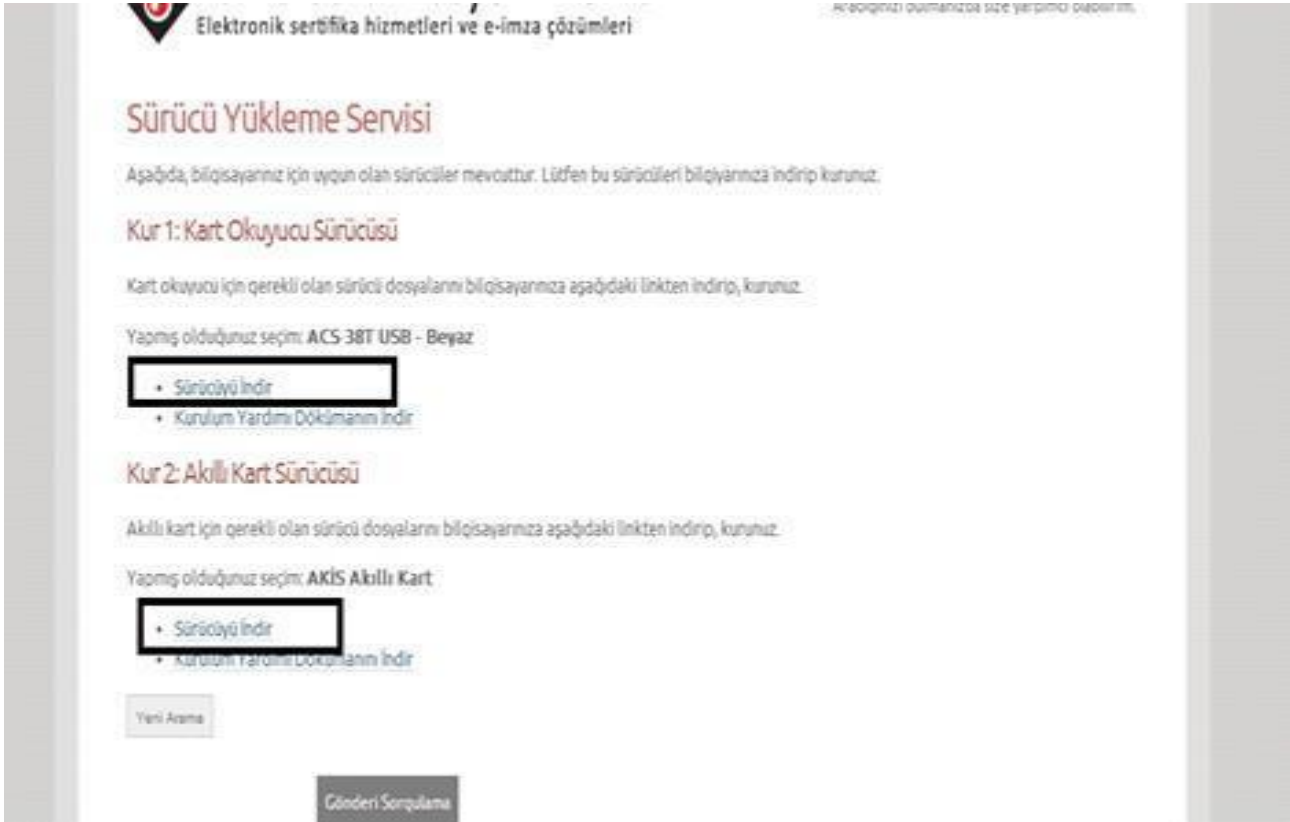 Elektronik sertifika hizmetleri ve e-imza çözümleri
size yardımcı olabilirim.
Sürücü Yükleme Servisi
Aşağıda, bilgisayarınız için uygun olan sürücüler mevcuttur. Lütfen bu sürücüleri bilgiyarınıza indirip kurunuz.
Kur 1: Kart Okuyucu Sürücüsü
Kart okuyucu için gerekli olan sürücü dosyalarını bilgisayarınıza aşağıdaki linkten indirip, kurunuz.
Yapmış olduğunuz seçim: ACS 38T USB - Beyaz
• Sürücüyü İndir
• Kurulum Yardımı Dökümanını İndir
Kur 2: Akıllı Kart Sürücüsü
Akıllı kart için gerekli olan sürücü dosyalarını bilgisayarınıza aşağıdaki linkten indirip, kurunuz.
Yapmış olduğunuz seçim: AKİS Akıllı Kart
• Sürücüyü İndir
• Kurulum Yardımı Dökümanını İndir
Yeni Arama
Gönderi Sorgulama